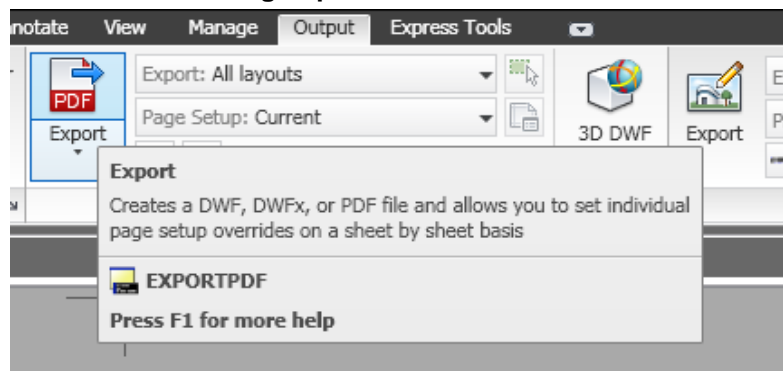 View Manage Output Express Tools
PDF
Export
Export: All layouts
Page Setup: Current
3D DWF
Export
Export
Creates a DWF, DWFx, or PDF file and allows you to set individual
page setup overrides on a sheet by sheet basis
EXPORTPDF
Press F1 for more help